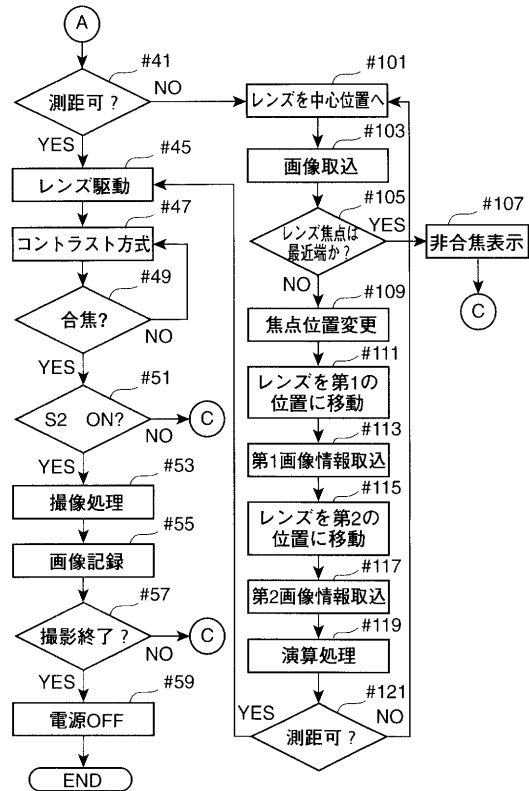 A
#41
測距可？
NO
YES
#45
レンズ駆動
#47
コントラスト方式
#49
合焦？
NO
YES
#51
S2 ON?
NO
C
YES
#53
撮像処理
#55
画像記録
#57
撮影終了？
NO
C
YES
#59
電源OFF
END
#101
レンズを中心位置へ
#103
画像取込
#105
レンズ焦点は
最近端か？
YES
#107
非合焦表示
C
NO
#109
焦点位置変更
#111
レンズを第1の
位置に移動
#113
第1画像情報取込
#115
レンズを第2の
位置に移動
#117
第2画像情報取込
#119
演算処理
#121
YES
測距可？
NO